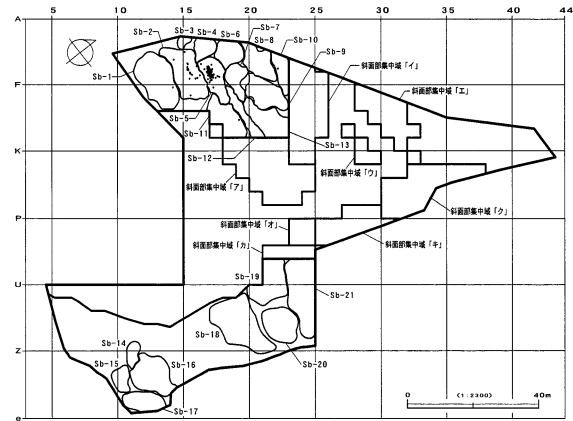 5 10 15 20 25 30 35 40 44
A
Sb-7
Sb-3 Sb-4 Sb-6 Sb-8 Sb-10
Sb-2
Sb-9
斜面部集中域「イ」
Sb-1
F
斜面部集中域「エ」
Sb-5
Sb-11
Sb-13
K
Sb-12
斜面部集中域「ウ」
斜面部集中域「ア」
斜面部集中域「ク」
P
斜面部集中域「オ」
斜面部集中域「キ」
斜面部集中域「カ」
Sb-19
U
Sb-21
Sb-18
Sb-14
Z
Sb-15 Sb-16
Sb-20
0 (1:2300) 40m
Sb-17
e